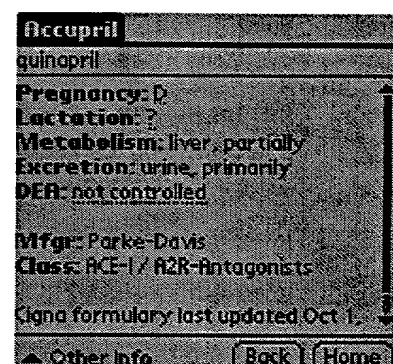 Accupril
quinapril
Pregnancy: D
Lactation: ?
Metabolism: liver, partially
Excretion: urine, primarily
DEA: not controlled
Mfgr: Parke-Davis
Class: ACE-I / A2R-Antagonists
Cigna formulary last updated Oct 1,
Other Info
Back
Home